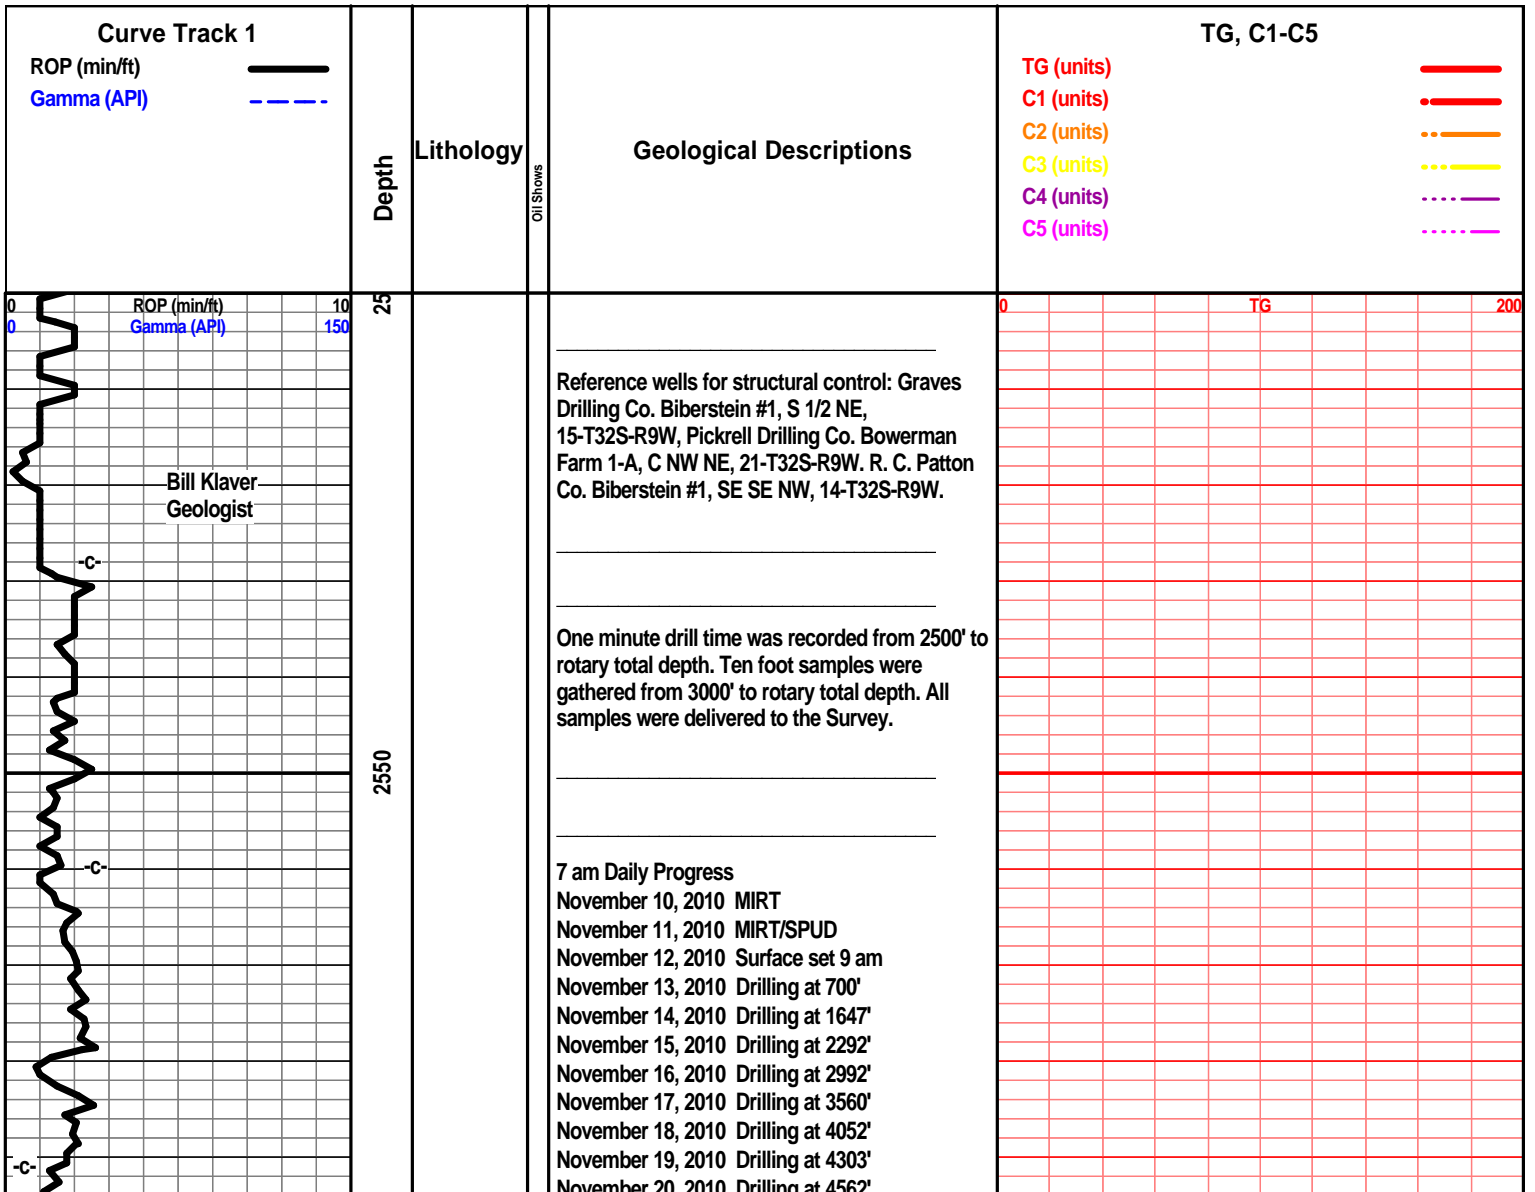 Curve Track 1
ROP (min/ft)
Gamma (API)
Depth
Lithology
Oil Shows
Geological Descriptions
TG, C1-C5
TG (units)
C1 (units)
C2 (units)
C3 (units)
C4 (units)
C5 (units)
0 ROP (min/ft) 10
0 Gamma (API) 150
25
0 TG 200
Bill Klaver
Geologist
-c-
2550
-c-
-c-
Reference wells for structural control: Graves
Drilling Co. Biberstein #1, S 1/2 NE,
15-T32S-R9W, Pickrell Drilling Co. Bowerman
Farm 1-A, C NW NE, 21-T32S-R9W. R. C. Patton
Co. Biberstein #1, SE SE NW, 14-T32S-R9W.
One minute drill time was recorded from 2500' to
rotary total depth. Ten foot samples were
gathered from 3000' to rotary total depth. All
samples were delivered to the Survey.
7 am Daily Progress
November 10, 2010 MIRT
November 11, 2010 MIRT/SPUD
November 12, 2010 Surface set 9 am
November 13, 2010 Drilling at 700'
November 14, 2010 Drilling at 1647'
November 15, 2010 Drilling at 2292'
November 16, 2010 Drilling at 2992'
November 17, 2010 Drilling at 3560'
November 18, 2010 Drilling at 4052'
November 19, 2010 Drilling at 4303'
November 20, 2010 Drilling at 4562'